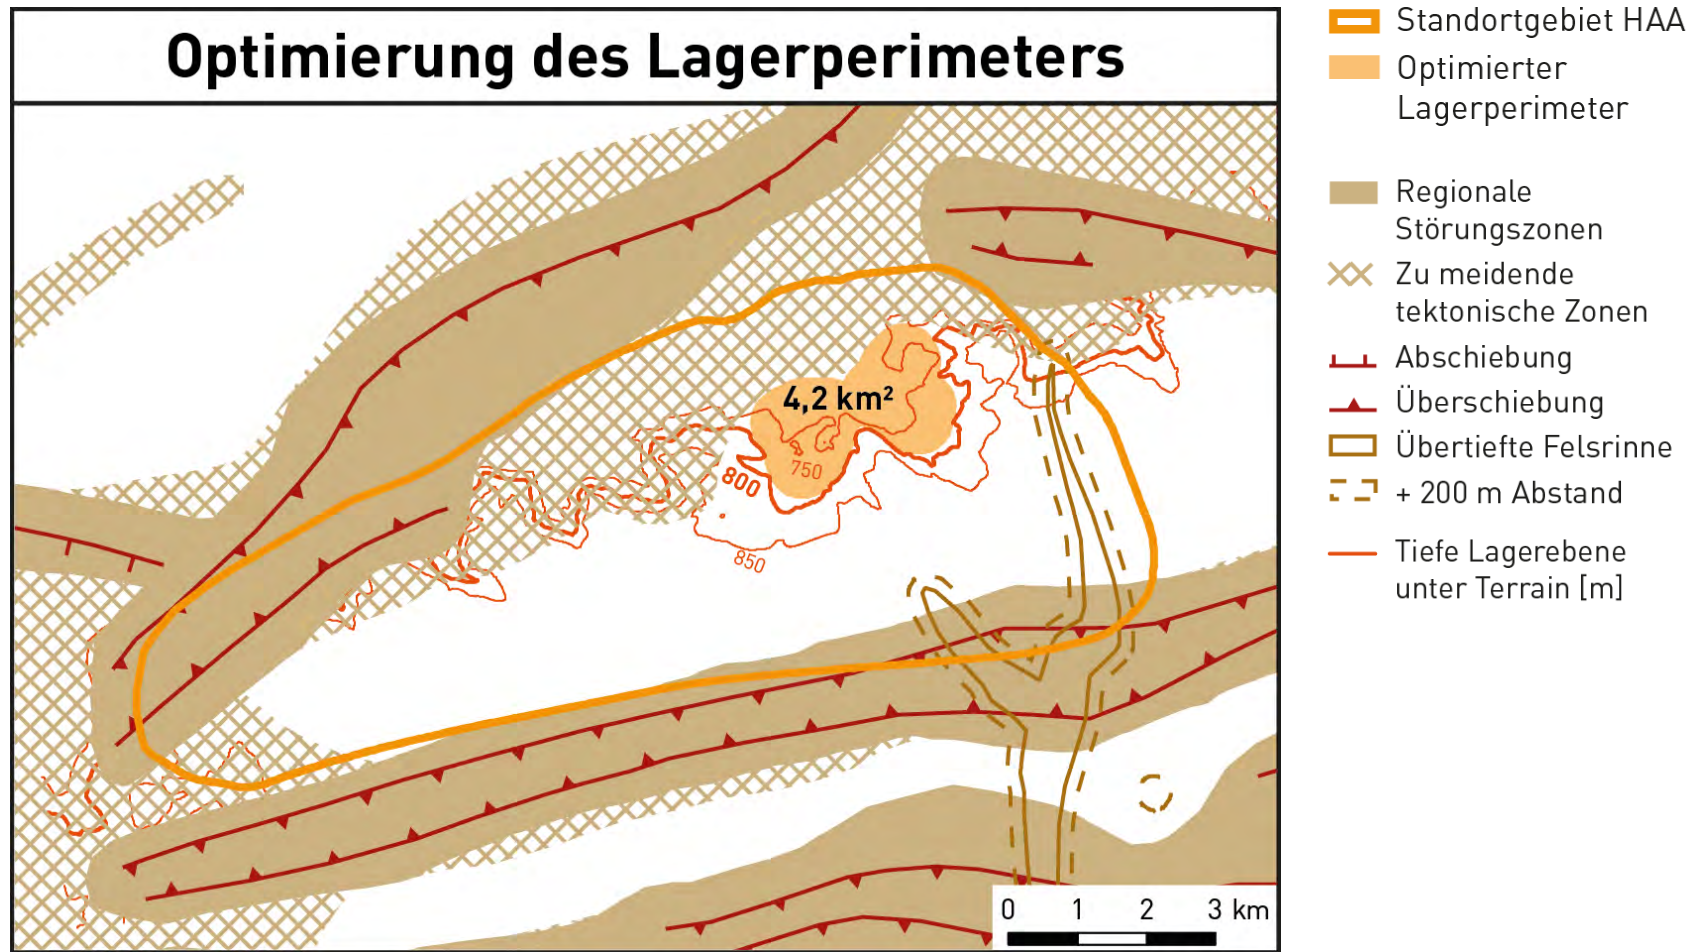 Optimierung des Lagerperimeters
4,2 km²
750
800
850
0 1 2 3 km
Standortgebiet HAA
Optimierter
Lagerperimeter
Regionale
Störungszonen
Zu meidende
tektonische Zonen
Abschiebung
Überschiebung
Übertiefte Felsrinne
+ 200 m Abstand
Tiefe Lagerebene
unter Terrain [m]